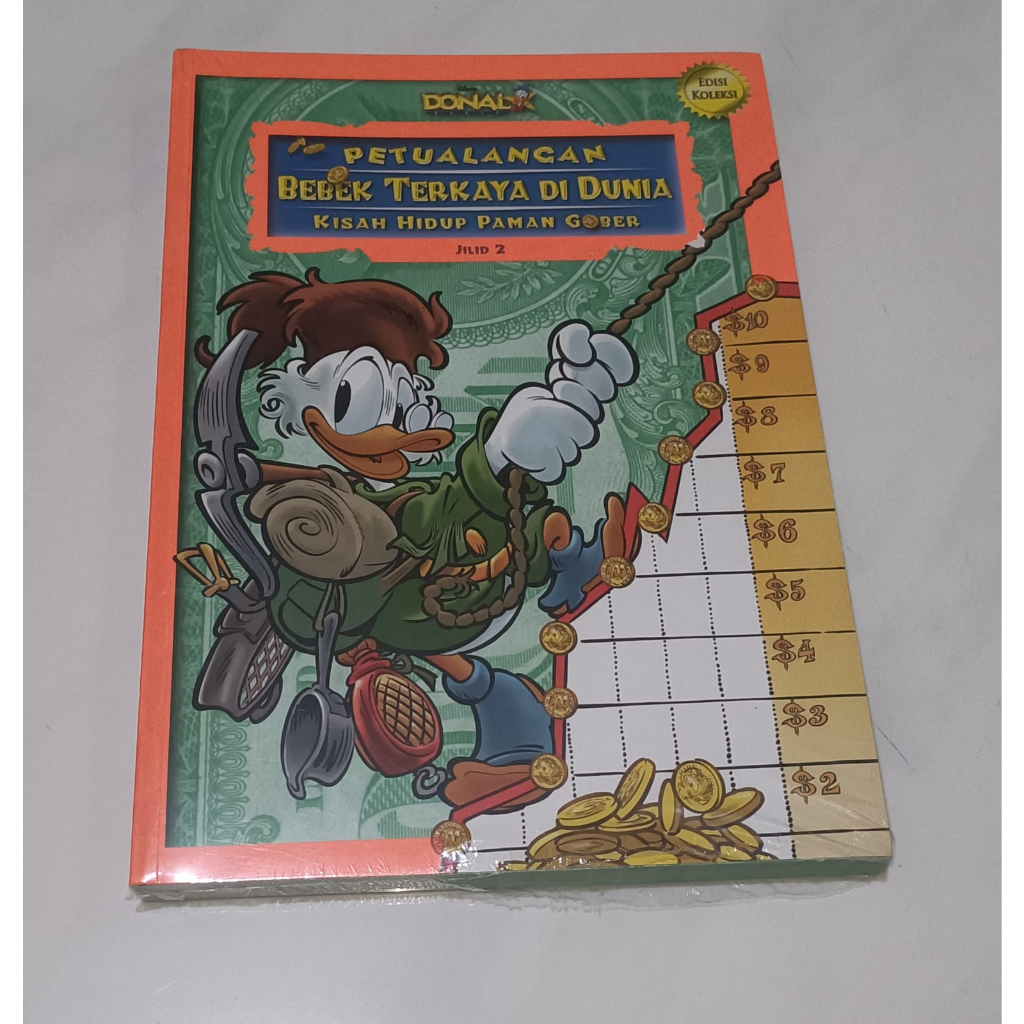 EDISI
KOLEKSI
DONALD
PETUALANGAN
BEBEK TERKAYA DI DUNIA
KISAH HIDUP PAMAN GOBER
JILID 2
$10
$9
$8
$7
$6
$5
$4
$3
$2